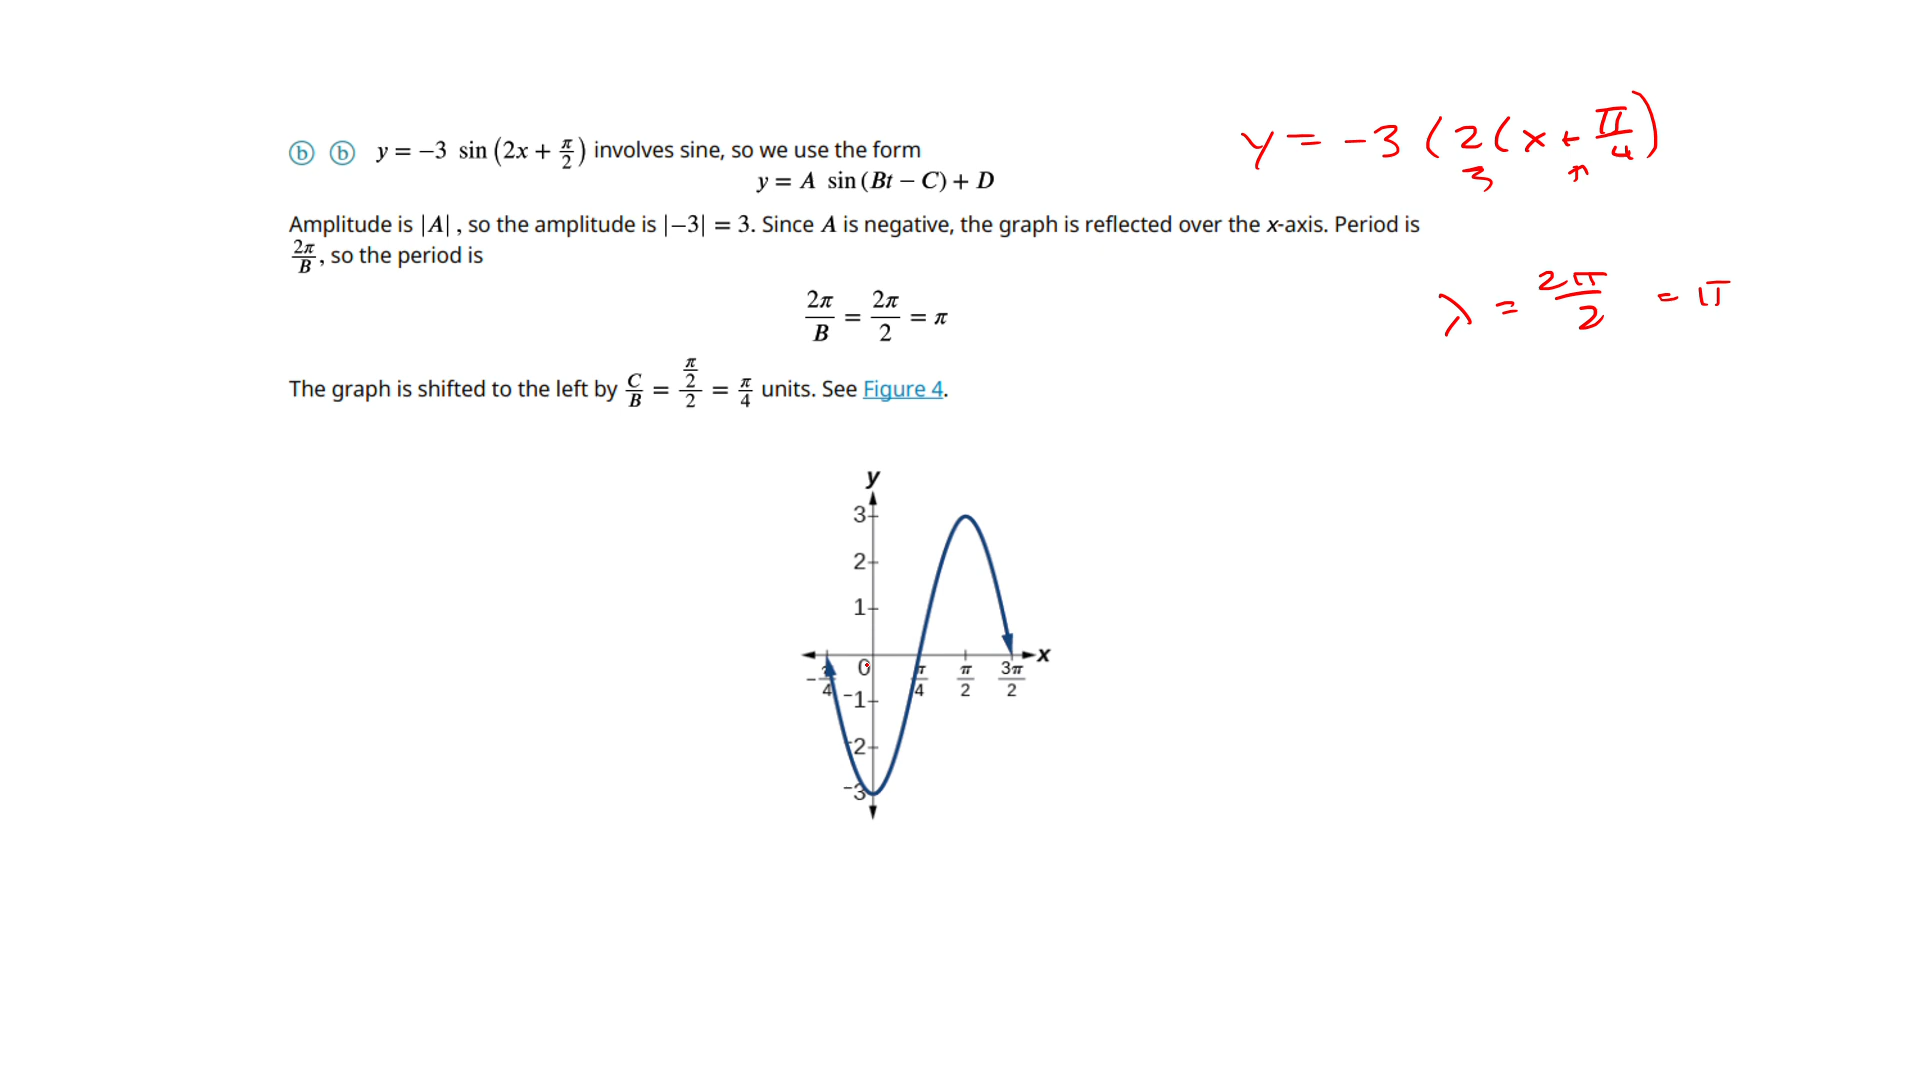 ⓑ ⓑ y = −3 sin (2x + π/2) involves sine, so we use the form
y = A sin (Bt − C) + D
Amplitude is |A| , so the amplitude is |−3| = 3. Since A is negative, the graph is reflected over the x-axis. Period is
2π/B, so the period is
2π/B = 2π/2 = π
The graph is shifted to the left by C/B = (π/2)/2 = π/4 units. See Figure 4.
y = -3 (2(x + π/4)
3 π
λ = 2π/2 = π
y
3
2
1
x
0
π/4 π/2 3π/2
−1
−2
−3